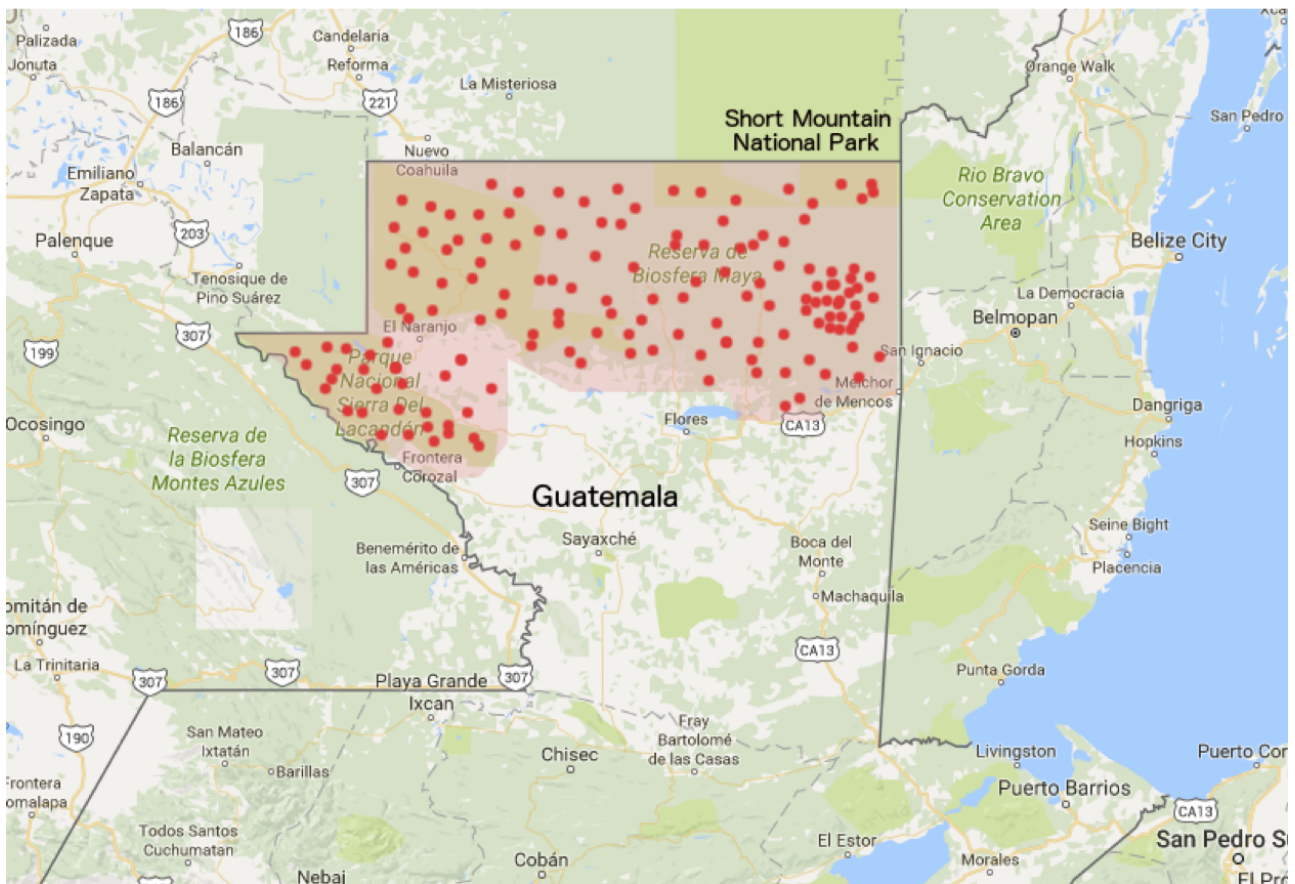 Palizada
Jonuta
186
Candelaria
Reforma
La Misteriosa
186
221
Orange Walk
San Pedro
Short Mountain
National Park
Balancán
Nuevo
Coahuila
Emiliano
Zapata
Rio Bravo
Conservation
Area
203
Palenque
Belize City
Reserva de
Biosfera Maya
Tenosique de
Pino Suárez
La Democracia
Belmopan
307
El Naranjo
199
San Ignacio
Parque
Nacional
Sierra Del
Lacandón
Melchor
de Mencos
Flores
CA13
Dangriga
Ocosingo
Reserva de
la Biosfera
Montes Azules
Hopkins
Frontera
Corozal
307
Guatemala
Seine Bight
Sayaxché
Boca del
Monte
Benemérito de
las Américas
Placencia
Machaquila
omitán de
omínguez
CA13
La Trinitaria
307
307
307
Punta Gorda
Playa Grande
Ixcan
190
San Mateo
Ixtatán
Fray
Bartolomé
de las Casas
Chisec
Livingston
Puerto Cor
Barillas
Frontera
omalapa
Puerto Barrios
CA13
Todos Santos
Cuchumatan
El Estor
San Pedro S
Cobán
Morales
Nebaj
El Pro